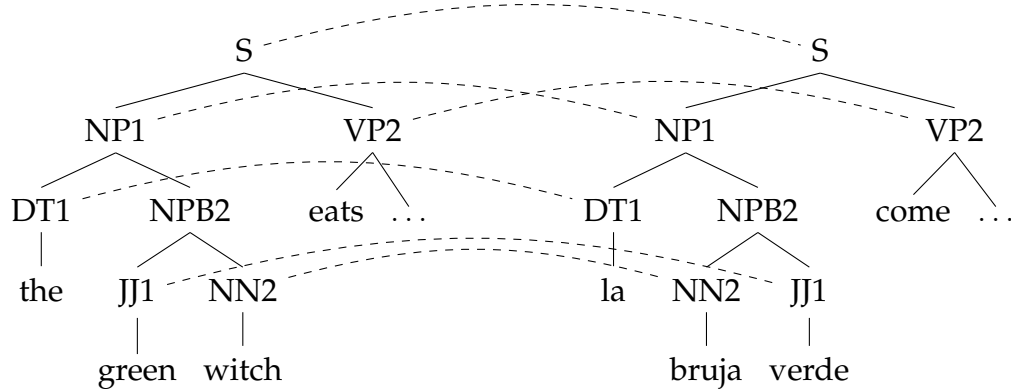 S S
NP1 VP2 NP1 VP2
DT1 NPB2 eats ... DT1 NPB2 come ...
the JJ1 NN2 la NN2 JJ1
green witch bruja verde